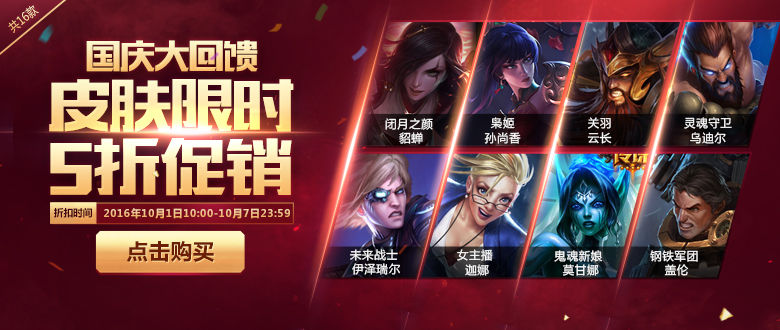 共16款
国庆大回馈
皮肤限时
5折促销
折扣时间 2016年10月1日10:00-10月7日23:59
点击购买
闭月之颜
貂蝉
枭姬
孙尚香
关羽
云长
灵魂守卫
乌迪尔
未来战士
伊泽瑞尔
女主播
迦娜
鬼魂新娘
莫甘娜
钢铁军团
盖伦